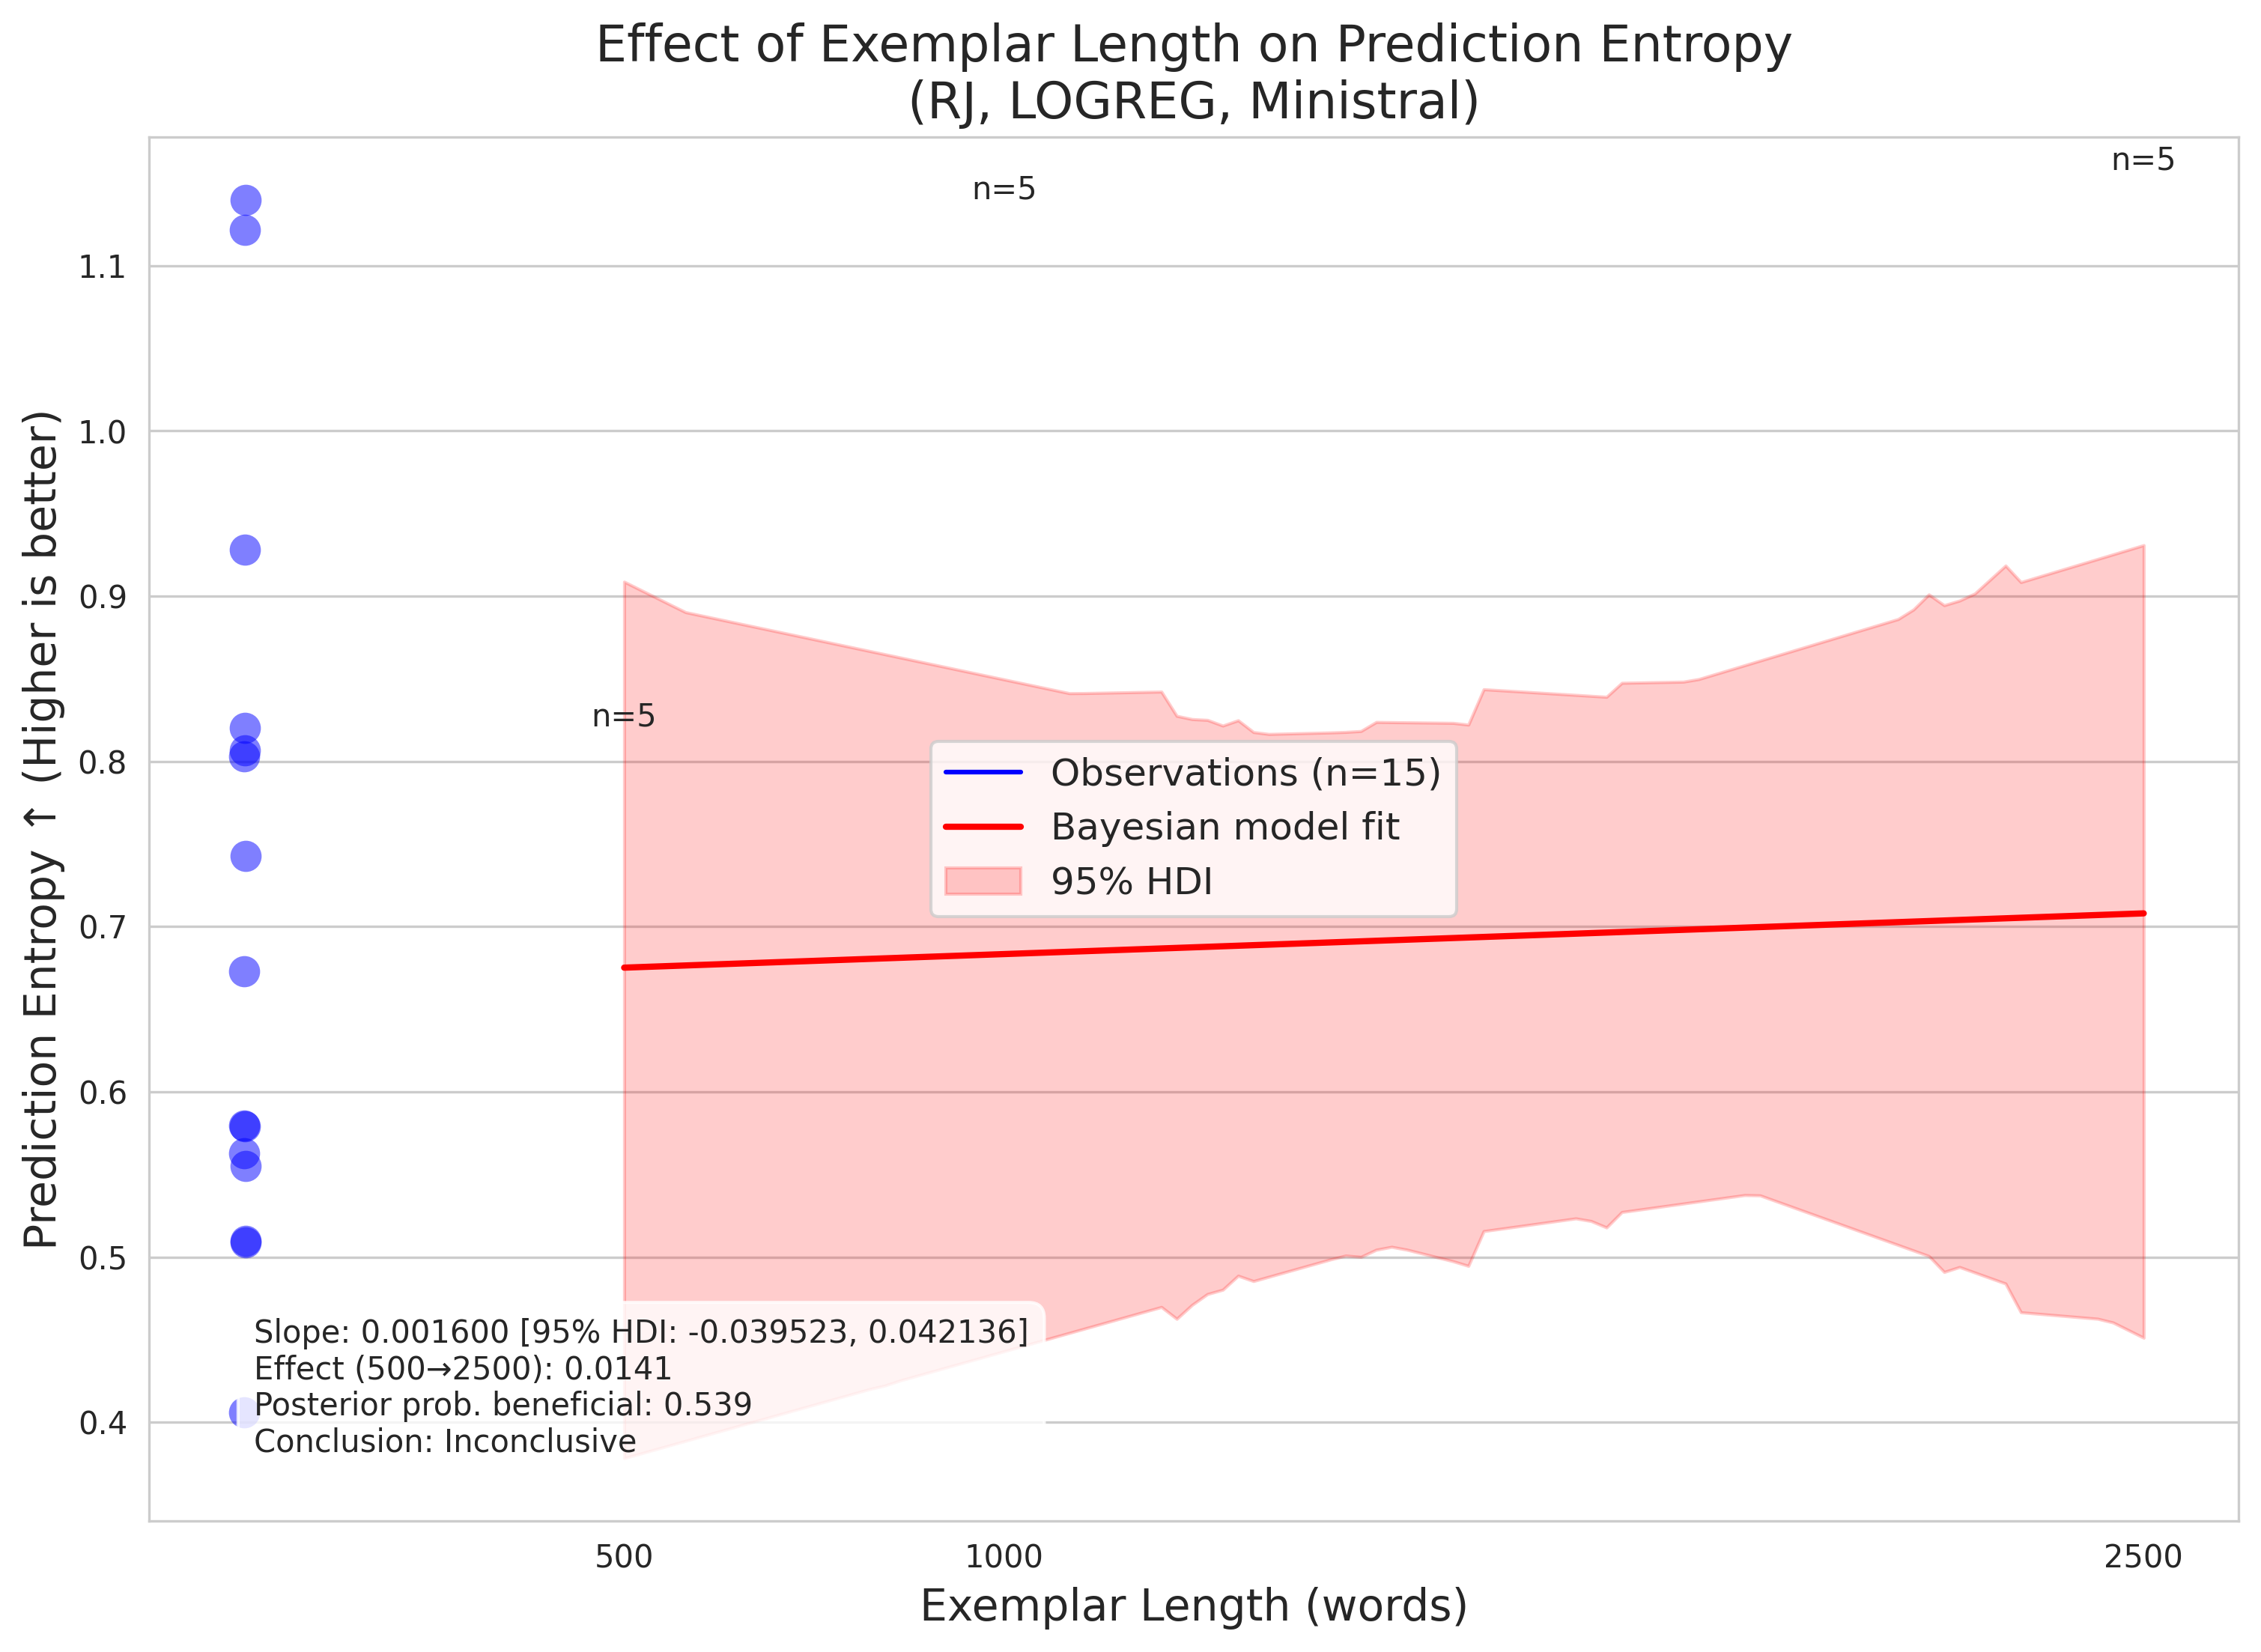 Effect of Exemplar Length on Prediction Entropy
(RJ, LOGREG, Ministral)
n=5
n=5
n=5
Prediction Entropy ↑ (Higher is better)
1.1
1.0
0.9
0.8
0.7
0.6
0.5
0.4
Observations (n=15)
Bayesian model fit
95% HDI
Slope: 0.001600 [95% HDI: -0.039523, 0.042136]
Effect (500→2500): 0.0141
Posterior prob. beneficial: 0.539
Conclusion: Inconclusive
500
1000
2500
Exemplar Length (words)